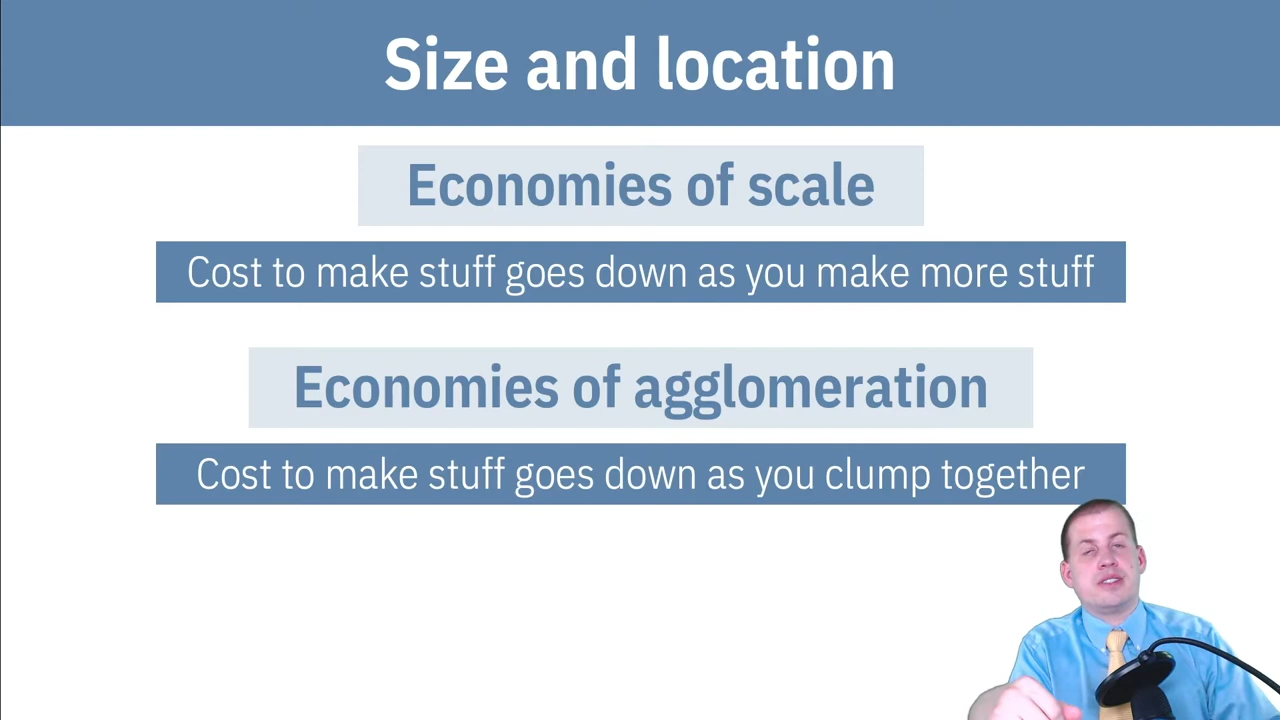 Size and location
Economies of scale
Cost to make stuff goes down as you make more stuff
Economies of agglomeration
Cost to make stuff goes down as you clump together